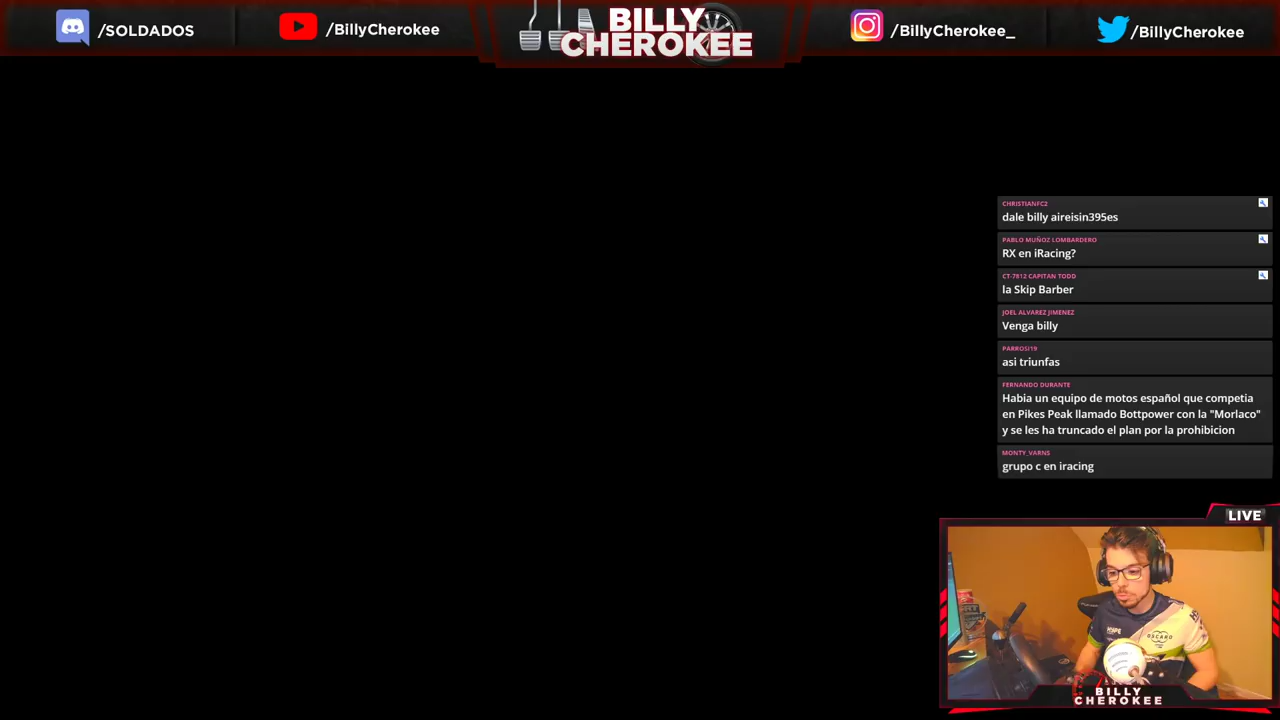 /SOLDADOS
/BillyCherokee
BILLY
CHEROKEE
/BillyCherokee_
/BillyCherokee
CHRISTIANFC2
dale billy aireisin395es
PABLO MUÑOZ LOMBARDERO
RX en iRacing?
CT-7812 CAPITAN TODD
la Skip Barber
JOEL ALVAREZ JIMENEZ
Venga billy
PARROSI19
asi triunfas
FERNANDO DURANTE
Habia un equipo de motos español que competia
en Pikes Peak llamado Bottpower con la "Morlaco"
y se les ha truncado el plan por la prohibicion
MONTY_VARNS
grupo c en iracing
LIVE
OSCARO
BILLY
CHEROKEE